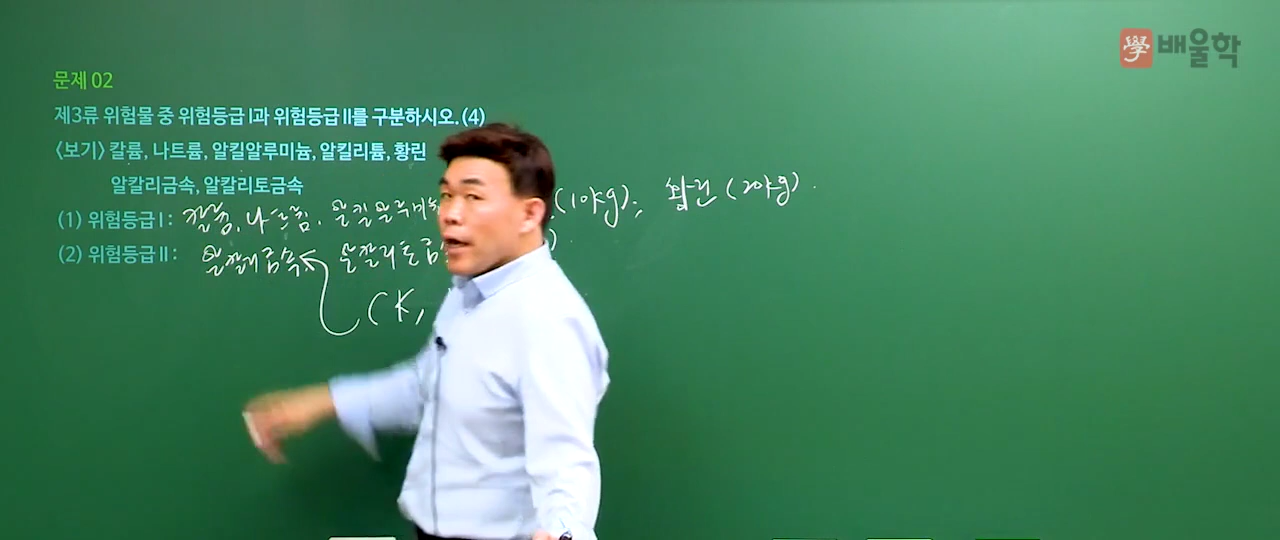 學 배울학
문제 02
제3류 위험물 중 위험등급 I과 위험등급 II를 구분하시오.(4)
〈보기〉 칼륨, 나트륨, 알킬알루미늄, 알킬리튬, 황린
알칼리금속, 알칼리토금속
(1) 위험등급 I : 칼륨, 나트륨, 알킬알루미 (10kg), 황린 (20kg).
(2) 위험등급 II : 알칼리금속 알칼리토금 )
(K,